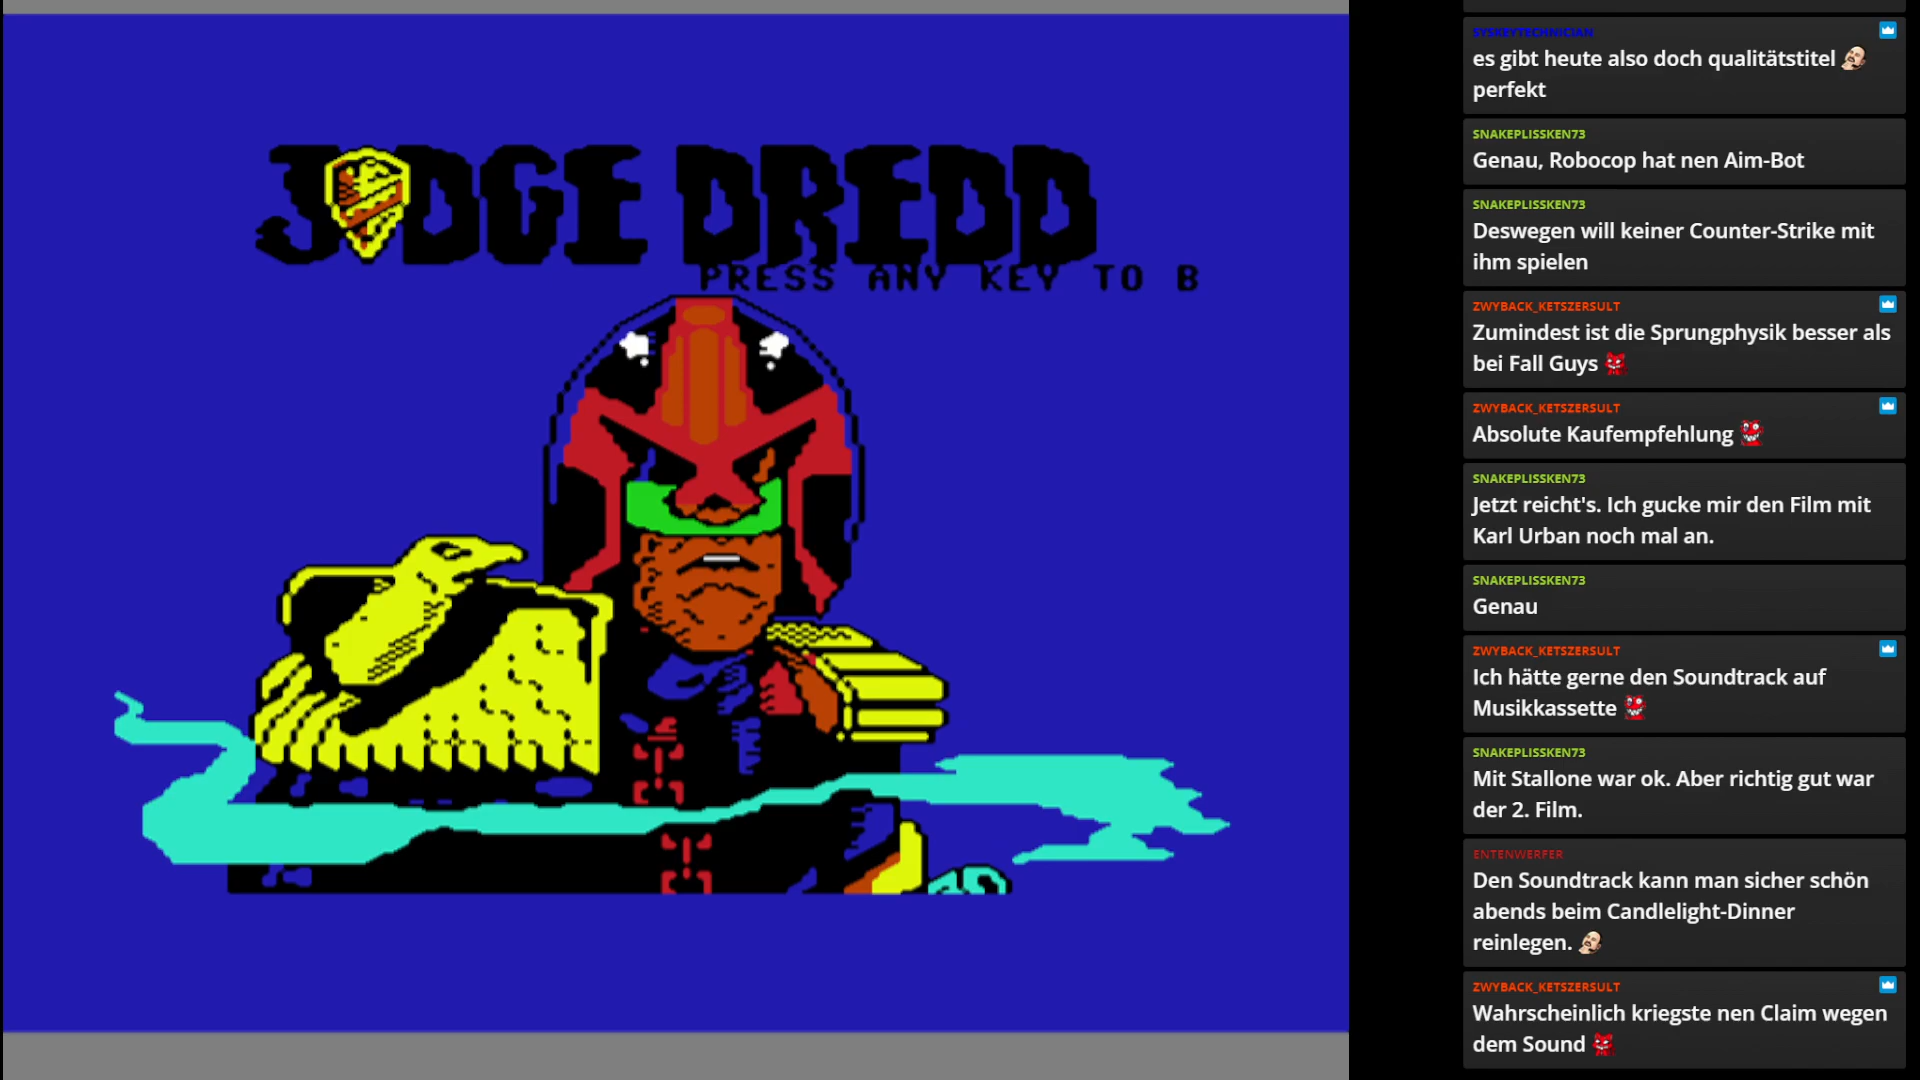 JUDGE DREDD
PRESS ANY KEY TO B
SYSKEYTECHNICIAN
es gibt heute also doch qualitätstitel
perfekt
SNAKEPLISSKEN73
Genau, Robocop hat nen Aim-Bot
SNAKEPLISSKEN73
Deswegen will keiner Counter-Strike mit
ihm spielen
ZWYBACK_KETSZERSULT
Zumindest ist die Sprungphysik besser als
bei Fall Guys
ZWYBACK_KETSZERSULT
Absolute Kaufempfehlung
SNAKEPLISSKEN73
Jetzt reicht's. Ich gucke mir den Film mit
Karl Urban noch mal an.
SNAKEPLISSKEN73
Genau
ZWYBACK_KETSZERSULT
Ich hätte gerne den Soundtrack auf
Musikkassette
SNAKEPLISSKEN73
Mit Stallone war ok. Aber richtig gut war
der 2. Film.
ENTENWERFER
Den Soundtrack kann man sicher schön
abends beim Candlelight-Dinner
reinlegen.
ZWYBACK_KETSZERSULT
Wahrscheinlich kriegste nen Claim wegen
dem Sound